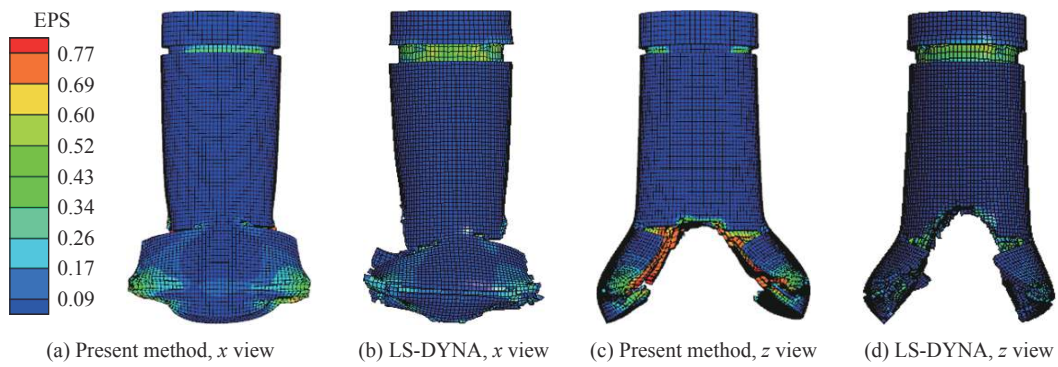 EPS
0.77
0.69
0.60
0.52
0.43
0.34
0.26
0.17
0.09
(a) Present method, x view
(b) LS-DYNA, x view
(c) Present method, z view
(d) LS-DYNA, z view